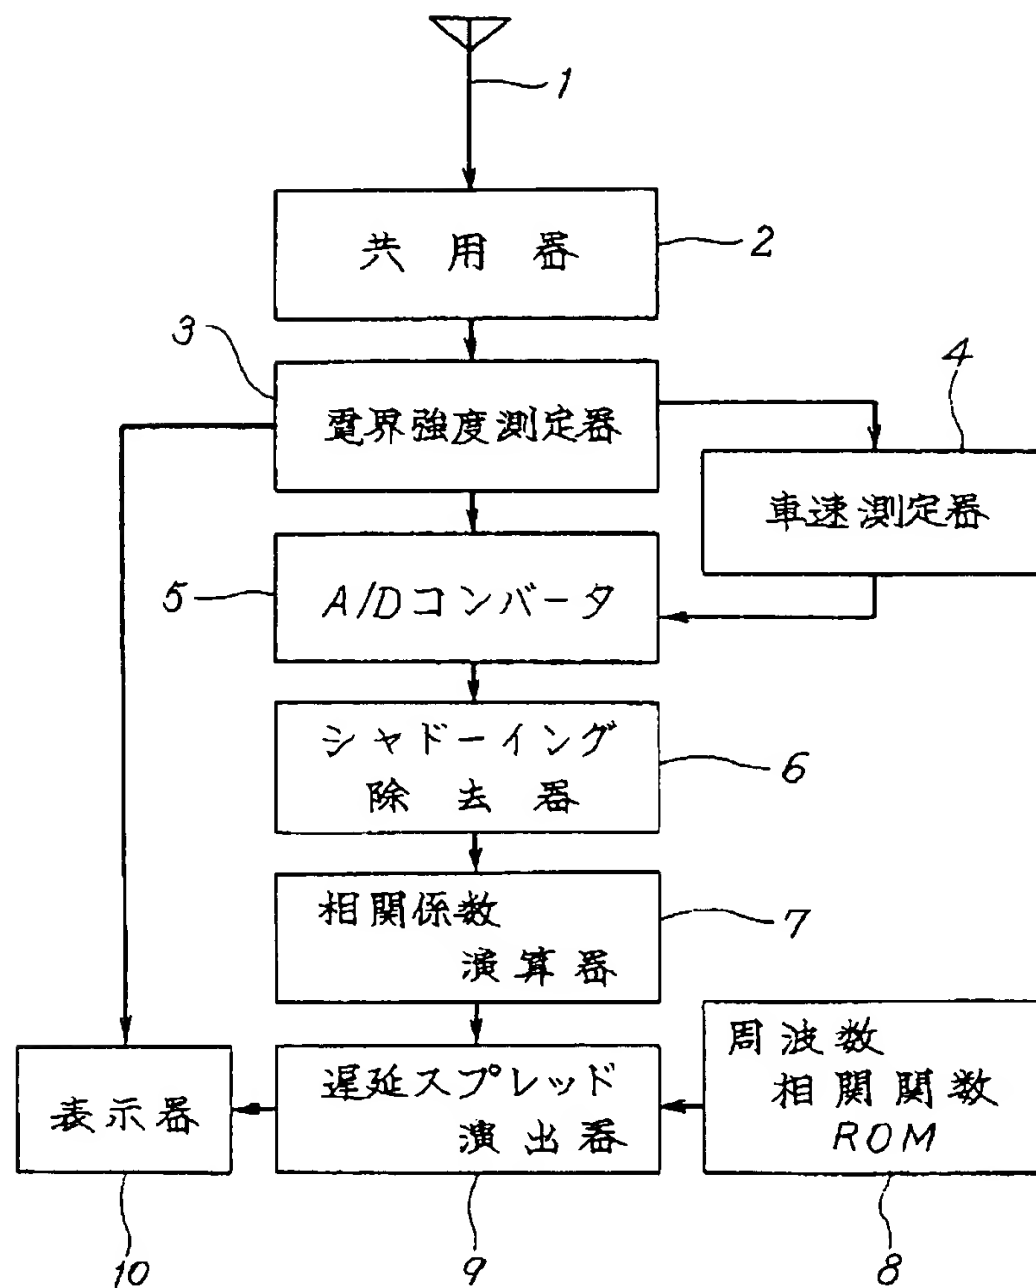 1
共用器
2
3
電界強度測定器
4
車速測定器
5
A/Dコンバータ
シャドーイング
除去器
6
相関係数
演算器
7
周波数
相関関数
ROM
8
遅延スプレッド
演出器
9
表示器
10